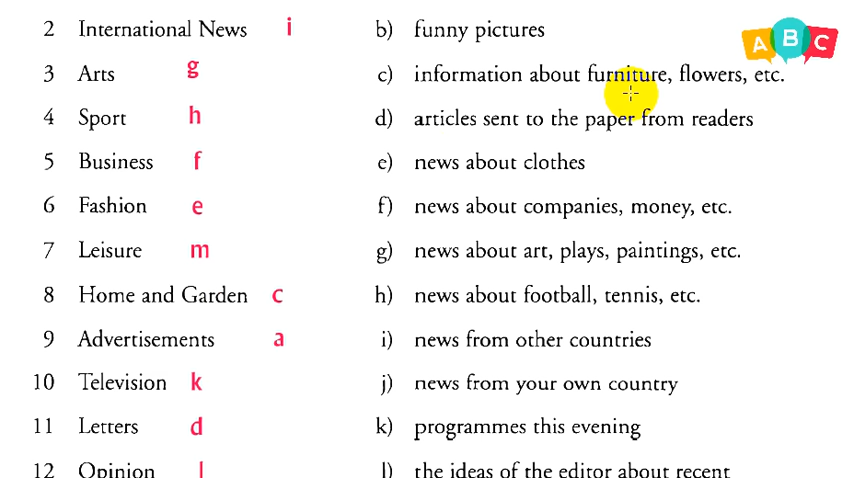 2 International News i b) funny pictures
ABC
3 Arts g c) information about furniture, flowers, etc.
4 Sport h d) articles sent to the paper from readers
5 Business f e) news about clothes
6 Fashion e f) news about companies, money, etc.
7 Leisure m g) news about art, plays, paintings, etc.
8 Home and Garden c h) news about football, tennis, etc.
9 Advertisements a i) news from other countries
10 Television k j) news from your own country
11 Letters d k) programmes this evening
12 Opinion l l) the ideas of the editor about recent